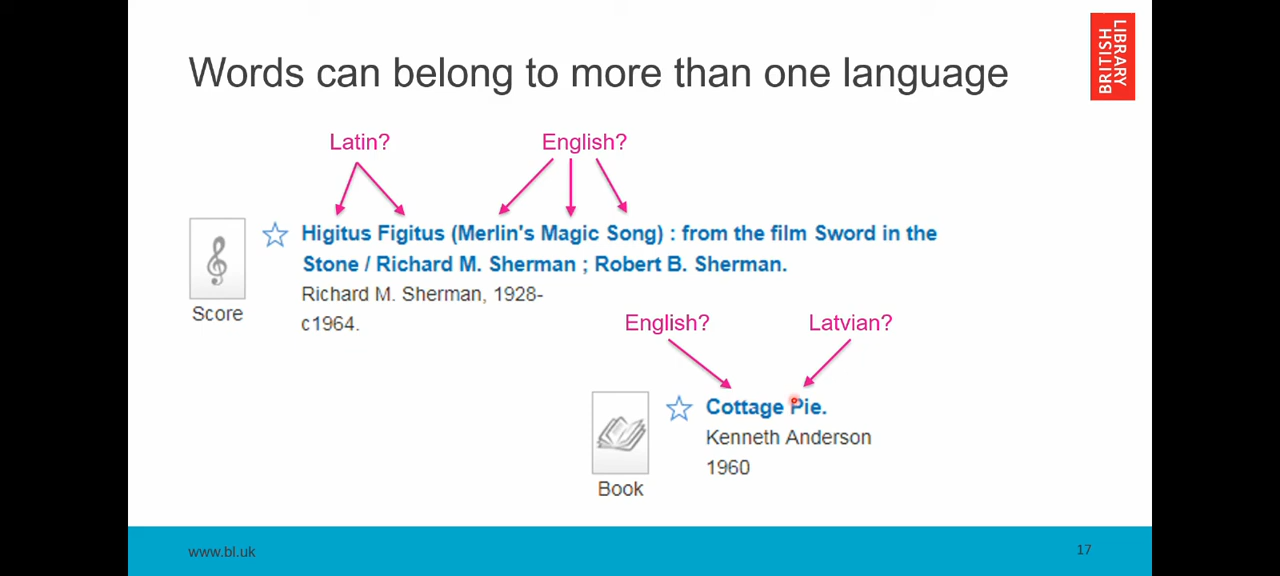 Words can belong to more than one language
LIBRARY
BRITISH
Latin?
English?
Higitus Figitus (Merlin's Magic Song) : from the film Sword in the
Stone / Richard M. Sherman ; Robert B. Sherman.
Richard M. Sherman, 1928-
c1964.
Score
English?
Latvian?
Cottage Pie.
Kenneth Anderson
1960
Book
www.bl.uk
17